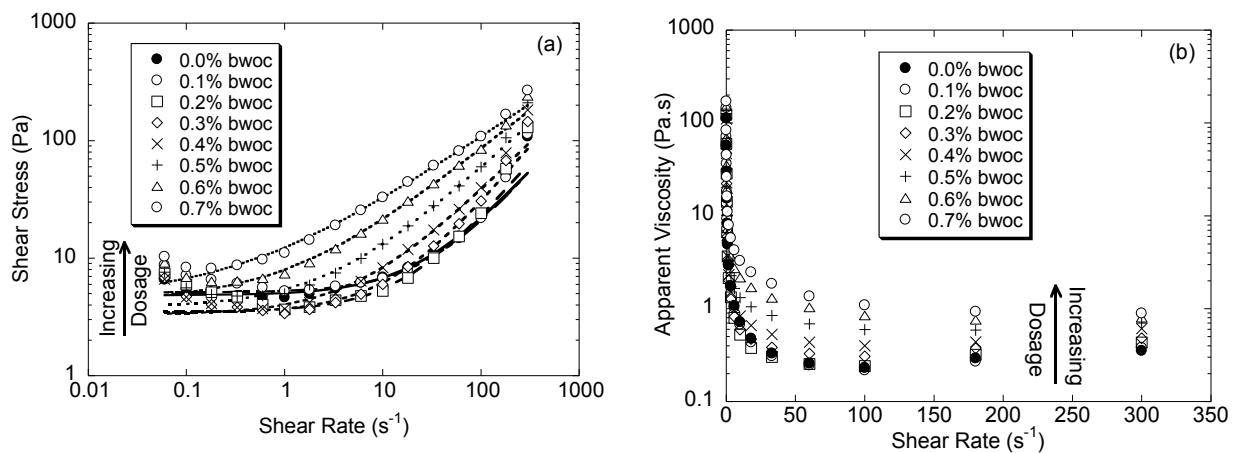 (a)
1000
100
10
1
0.01
0.1
1
10
100
1000
Shear Stress (Pa)
Shear Rate (s⁻¹)
0.0% bwoc
0.1% bwoc
0.2% bwoc
0.3% bwoc
0.4% bwoc
0.5% bwoc
0.6% bwoc
0.7% bwoc
Increasing
Dosage
(b)
1000
100
10
1
0.1
0
50
100
150
200
250
300
350
Apparent Viscosity (Pa.s)
Shear Rate (s⁻¹)
0.0% bwoc
0.1% bwoc
0.2% bwoc
0.3% bwoc
0.4% bwoc
0.5% bwoc
0.6% bwoc
0.7% bwoc
Increasing
Dosage